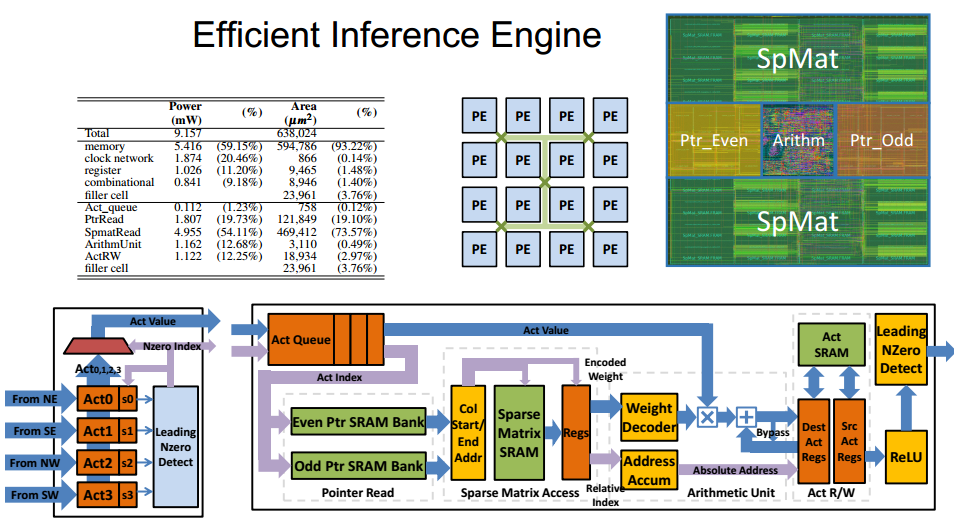 Efficient Inference Engine
Power (%) Area (%)
(mW) (μm²)
Total 9.157 638,024
memory 5.416 (59.15%) 594,786 (93.22%)
clock network 1.874 (20.46%) 866 (0.14%)
register 1.026 (11.20%) 9,465 (1.48%)
combinational 0.841 (9.18%) 8,946 (1.40%)
filler cell 23,961 (3.76%)
Act_queue 0.112 (1.23%) 758 (0.12%)
PtrRead 1.807 (19.73%) 121,849 (19.10%)
SpmatRead 4.955 (54.11%) 469,412 (73.57%)
ArithmUnit 1.162 (12.68%) 3,110 (0.49%)
ActRW 1.122 (12.25%) 18,934 (2.97%)
filler cell 23,961 (3.76%)
PE PE PE PE
PE PE PE PE
PE PE PE PE
PE PE PE PE
SpMat
Ptr_Even Arithm Ptr_Odd
SpMat
Act Value
Nzero Index
Act0,1,2,3
From NE Act0 s0
From SE Act1 s1
From NW Act2 s2
From SW Act3 s3
Leading
Nzero
Detect
Act Queue
Act Value
Act Index
Even Ptr SRAM Bank
Odd Ptr SRAM Bank
Pointer Read
Col
Start/
End
Addr
Sparse
Matrix
SRAM
Regs
Sparse Matrix Access
Encoded
Weight
Relative
Index
Weight
Decoder
Address
Accum
Bypass
Absolute Address
Arithmetic Unit
Act
SRAM
Dest
Act
Regs
Src
Act
Regs
Act R/W
Leading
NZero
Detect
ReLU